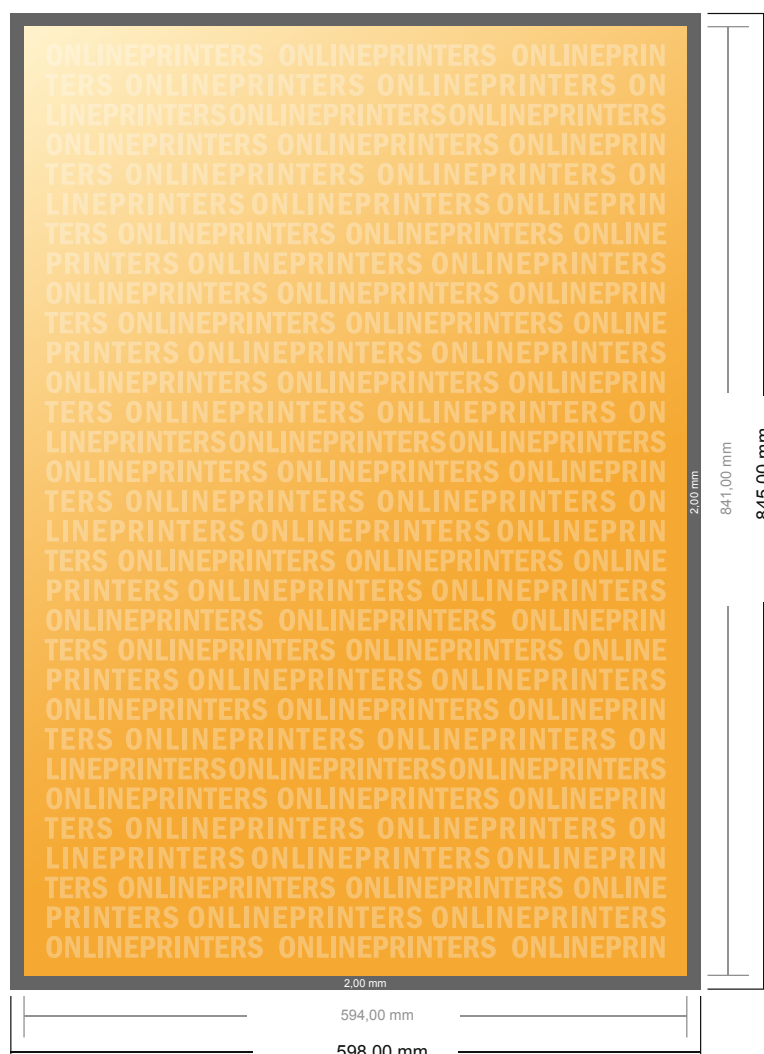 ONLINEPRINTERS ONLINEPRINTERS ONLINEPRIN
TERS ONLINEPRINTERS ONLINEPRINTERS ON
LINEPRINTERSONLINEPRINTERSONLINEPRINTERS
ONLINEPRINTERS ONLINEPRINTERS ONLINEPRIN
TERS ONLINEPRINTERS ONLINEPRINTERS ON
LINEPRINTERS ONLINEPRINTERS ONLINEPRIN
TERS ONLINEPRINTERS ONLINEPRINTERS ONLINE
PRINTERS ONLINEPRINTERS ONLINEPRINTERS
ONLINEPRINTERS ONLINEPRINTERS ONLINEPRIN
TERS ONLINEPRINTERS ONLINEPRINTERS ONLINE
PRINTERS ONLINEPRINTERS ONLINEPRINTERS
ONLINEPRINTERS ONLINEPRINTERS ONLINEPRIN
TERS ONLINEPRINTERS ONLINEPRINTERS ON
LINEPRINTERSONLINEPRINTERSONLINEPRINTERS
ONLINEPRINTERS ONLINEPRINTERS ONLINEPRIN
TERS ONLINEPRINTERS ONLINEPRINTERS ON
LINEPRINTERS ONLINEPRINTERS ONLINEPRIN
TERS ONLINEPRINTERS ONLINEPRINTERS ONLINE
PRINTERS ONLINEPRINTERS ONLINEPRINTERS
ONLINEPRINTERS ONLINEPRINTERS ONLINEPRIN
TERS ONLINEPRINTERS ONLINEPRINTERS ONLINE
PRINTERS ONLINEPRINTERS ONLINEPRINTERS
ONLINEPRINTERS ONLINEPRINTERS ONLINEPRIN
TERS ONLINEPRINTERS ONLINEPRINTERS ON
LINEPRINTERSONLINEPRINTERSONLINEPRINTERS
ONLINEPRINTERS ONLINEPRINTERS ONLINEPRIN
TERS ONLINEPRINTERS ONLINEPRINTERS ON
LINEPRINTERS ONLINEPRINTERS ONLINEPRIN
TERS ONLINEPRINTERS ONLINEPRINTERS ONLINE
PRINTERS ONLINEPRINTERS ONLINEPRINTERS
ONLINEPRINTERS ONLINEPRINTERS ONLINEPRIN
2,00 mm
841,00 mm
845,00 mm
2,00 mm
594,00 mm
598,00 mm